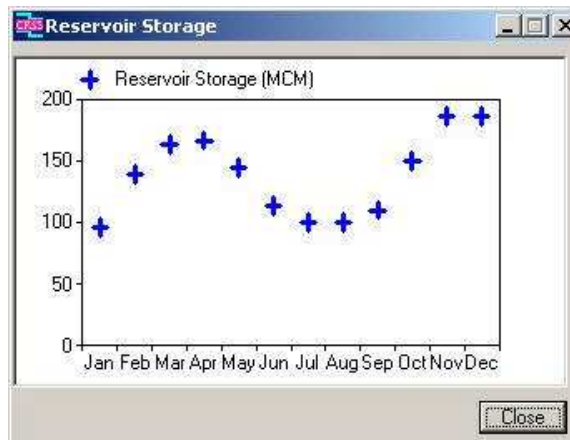 CRSS Reservoir Storage
Reservoir Storage (MCM)
200
150
100
50
0
Jan Feb Mar Apr May Jun Jul Aug Sep Oct Nov Dec
Close